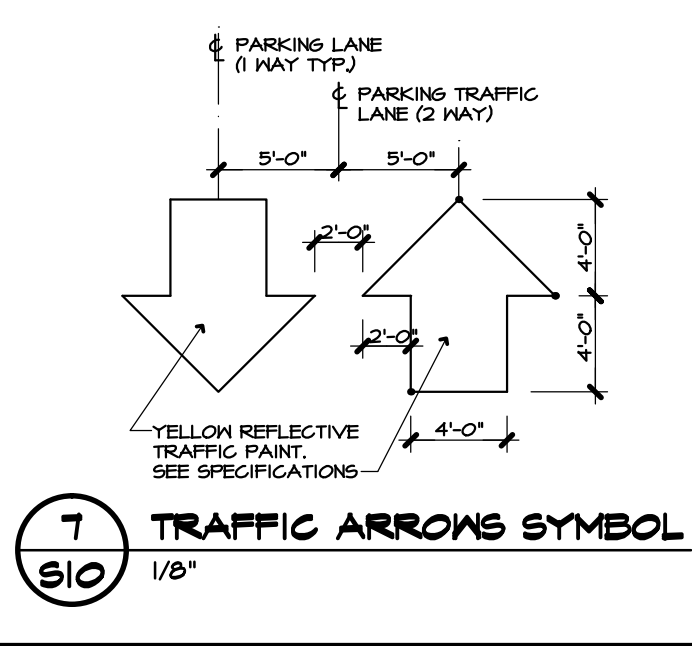 ℄ PARKING LANE
(1 WAY TYP.)
℄ PARKING TRAFFIC
LANE (2 WAY)
5'-0" 5'-0"
2'-0"
4'-0"
2'-0"
4'-0"
4'-0"
YELLOW REFLECTIVE
TRAFFIC PAINT.
SEE SPECIFICATIONS
7 TRAFFIC ARROWS SYMBOL
S10 1/8"